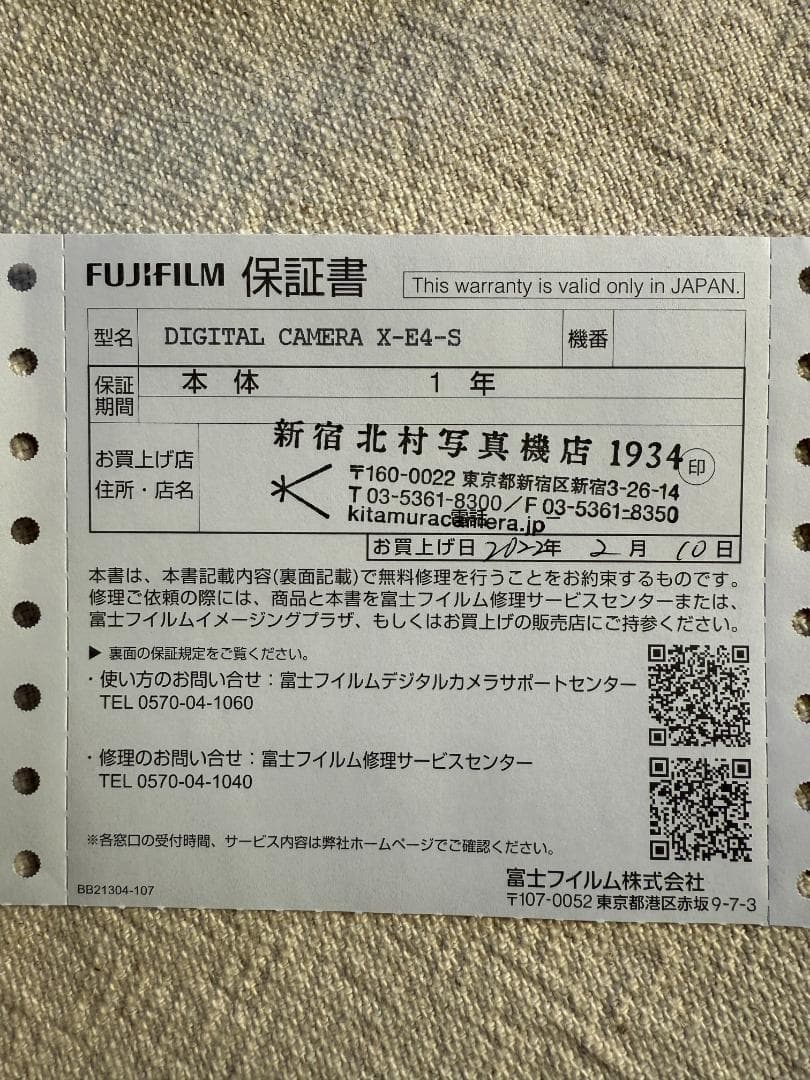 FUJIFILM 保証書 This warranty is valid only in JAPAN.
型名 DIGITAL CAMERA X-E4-S 機番
保証期間 本体 1年
お買上げ店
住所・店名
新宿 北村写真機店 1934 印
〒160-0022 東京都新宿区新宿3-26-14
T 03-5361-8300/F 03-5361-8350
kitamuracamera.jp
電話
お買上げ日 2022年 2月 10日
本書は、本書記載内容(裏面記載)で無料修理を行うことをお約束するものです。
修理ご依頼の際には、商品と本書を富士フイルム修理サービスセンターまたは、
富士フイルムイメージングプラザ、もしくはお買上げの販売店にご持参ください。
▶ 裏面の保証規定をご覧ください。
・使い方のお問い合せ:富士フイルムデジタルカメラサポートセンター
TEL 0570-04-1060
・修理のお問い合せ:富士フイルム修理サービスセンター
TEL 0570-04-1040
※各窓口の受付時間、サービス内容は弊社ホームページでご確認ください。
BB21304-107
富士フイルム株式会社
〒107-0052 東京都港区赤坂9-7-3